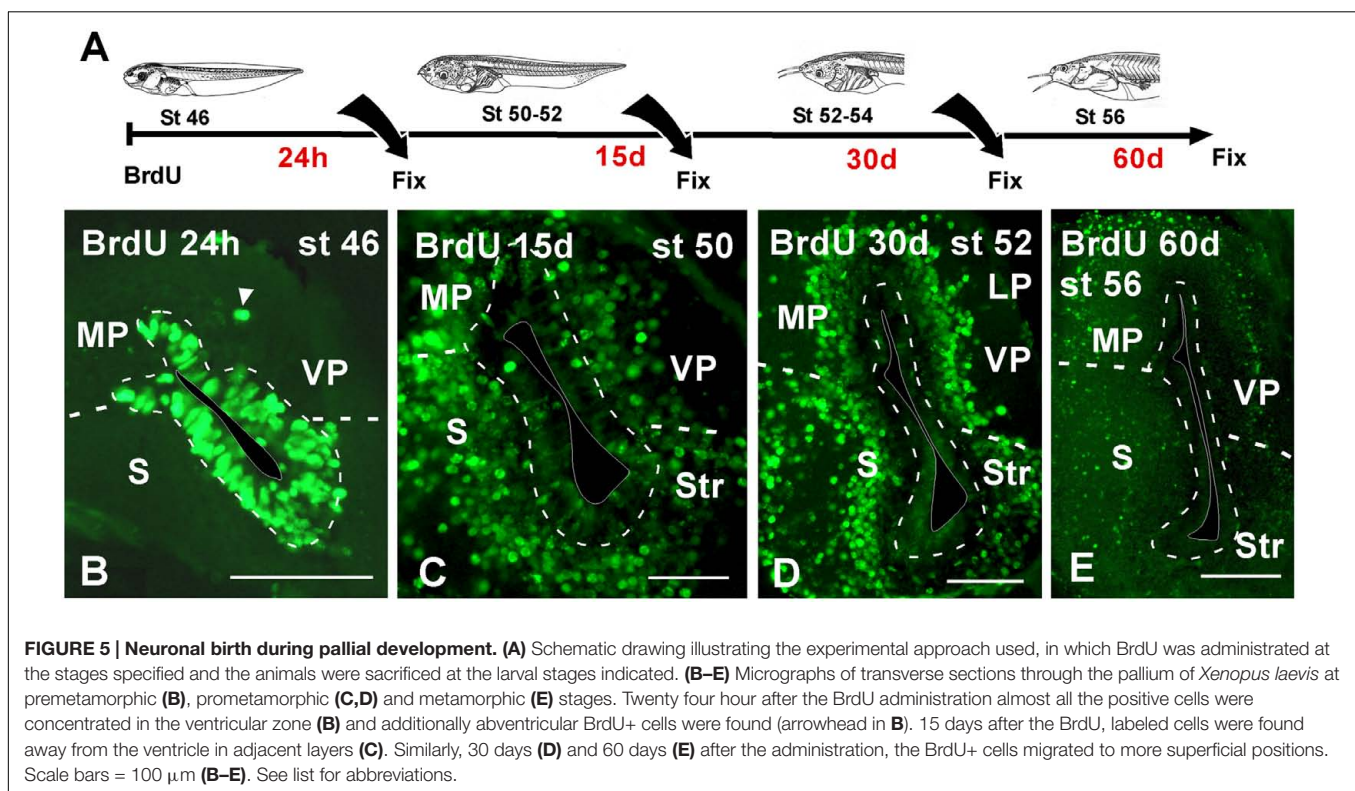 A
St 46
St 50-52
St 52-54
St 56
24h
15d
30d
60d
BrdU
Fix
Fix
Fix
Fix
BrdU 24h st 46
MP
VP
S
B
BrdU 15d st 50
MP
VP
S
Str
C
BrdU 30d st 52
LP
MP
VP
S
Str
D
BrdU 60d
st 56
MP
VP
S
Str
E
FIGURE 5 | Neuronal birth during pallial development. (A) Schematic drawing illustrating the experimental approach used, in which BrdU was administrated at
the stages specified and the animals were sacrificed at the larval stages indicated. (B–E) Micrographs of transverse sections through the pallium of Xenopus laevis at
premetamorphic (B), prometamorphic (C,D) and metamorphic (E) stages. Twenty four hour after the BrdU administration almost all the positive cells were
concentrated in the ventricular zone (B) and additionally abventricular BrdU+ cells were found (arrowhead in B). 15 days after the BrdU, labeled cells were found
away from the ventricle in adjacent layers (C). Similarly, 30 days (D) and 60 days (E) after the administration, the BrdU+ cells migrated to more superficial positions.
Scale bars = 100 μm (B–E). See list for abbreviations.